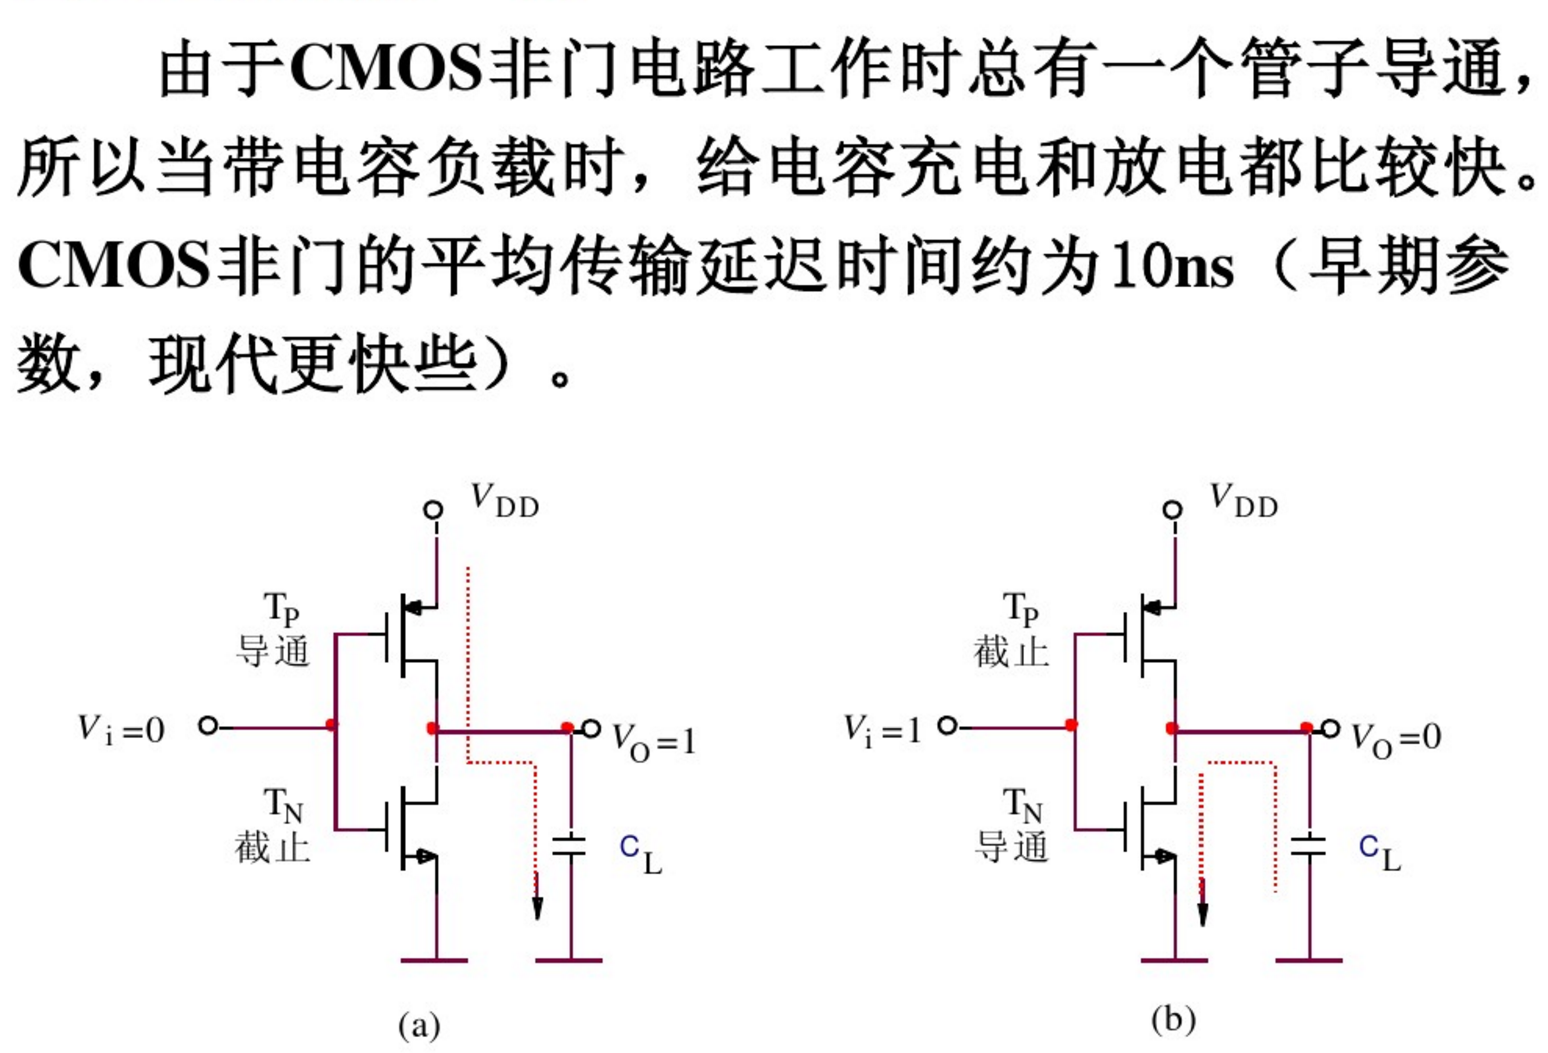 由于CMOS非门电路工作时总有一个管子导通，
所以当带电容负载时，给电容充电和放电都比较快。
CMOS非门的平均传输延迟时间约为10ns（早期参
数，现代更快些）。
VDD
TP
导通
Vi=0
VO=1
TN
截止
CL
(a)
VDD
TP
截止
Vi=1
VO=0
TN
导通
CL
(b)